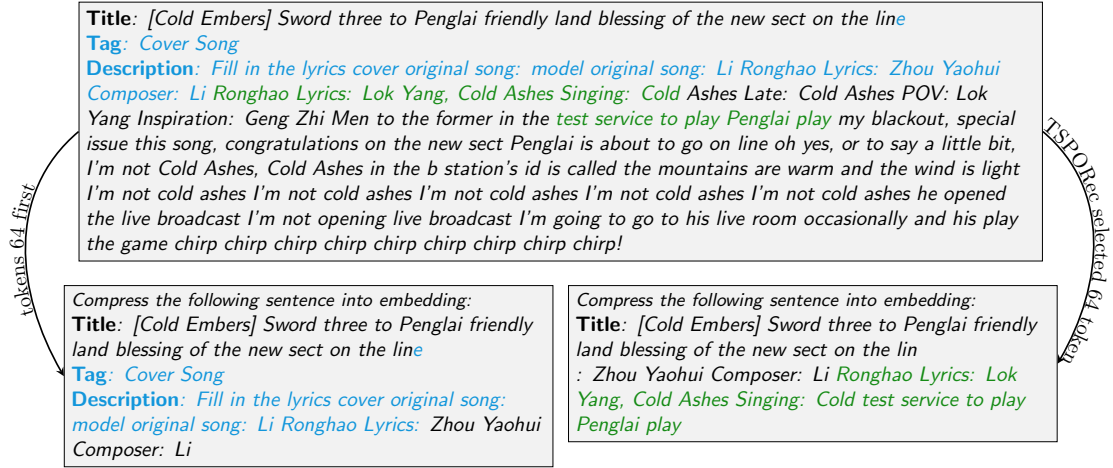 Title: [Cold Embers] Sword three to Penglai friendly land blessing of the new sect on the line
Tag: Cover Song
Description: Fill in the lyrics cover original song: model original song: Li Ronghao Lyrics: Zhou Yaohui
Composer: Li Ronghao Lyrics: Lok Yang, Cold Ashes Singing: Cold Ashes Late: Cold Ashes POV: Lok
Yang Inspiration: Geng Zhi Men to the former in the test service to play Penglai play my blackout, special
issue this song, congratulations on the new sect Penglai is about to go on line oh yes, or to say a little bit,
I'm not Cold Ashes, Cold Ashes in the b station's id is called the mountains are warm and the wind is light
I'm not cold ashes I'm not cold ashes I'm not cold ashes I'm not cold ashes I'm not cold ashes he opened
the live broadcast I'm not opening live broadcast I'm going to go to his live room occasionally and his play
the game chirp chirp chirp chirp chirp chirp chirp chirp chirp!
tokens 64 first
TSPORec selected 64 token
Compress the following sentence into embedding:
Title: [Cold Embers] Sword three to Penglai friendly
land blessing of the new sect on the line
Tag: Cover Song
Description: Fill in the lyrics cover original song:
model original song: Li Ronghao Lyrics: Zhou Yaohui
Composer: Li
Compress the following sentence into embedding:
Title: [Cold Embers] Sword three to Penglai friendly
land blessing of the new sect on the lin
: Zhou Yaohui Composer: Li Ronghao Lyrics: Lok
Yang, Cold Ashes Singing: Cold test service to play
Penglai play